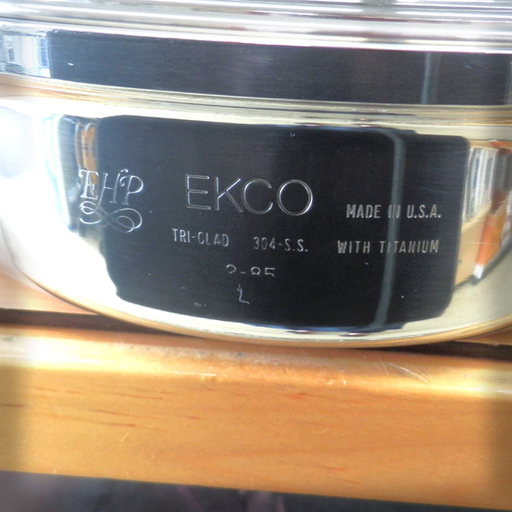 EHP EKCO MADE IN U.S.A.
TRI-CLAD 304-S.S. WITH TITANIUM
2-85